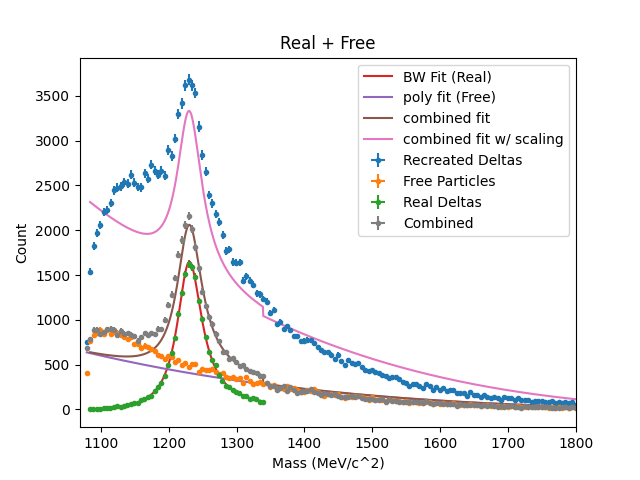 Real + Free
BW Fit (Real)
poly fit (Free)
combined fit
combined fit w/ scaling
Recreated Deltas
Free Particles
Real Deltas
Combined
Count
3500
3000
2500
2000
1500
1000
500
0
1100 1200 1300 1400 1500 1600 1700 1800
Mass (MeV/c^2)